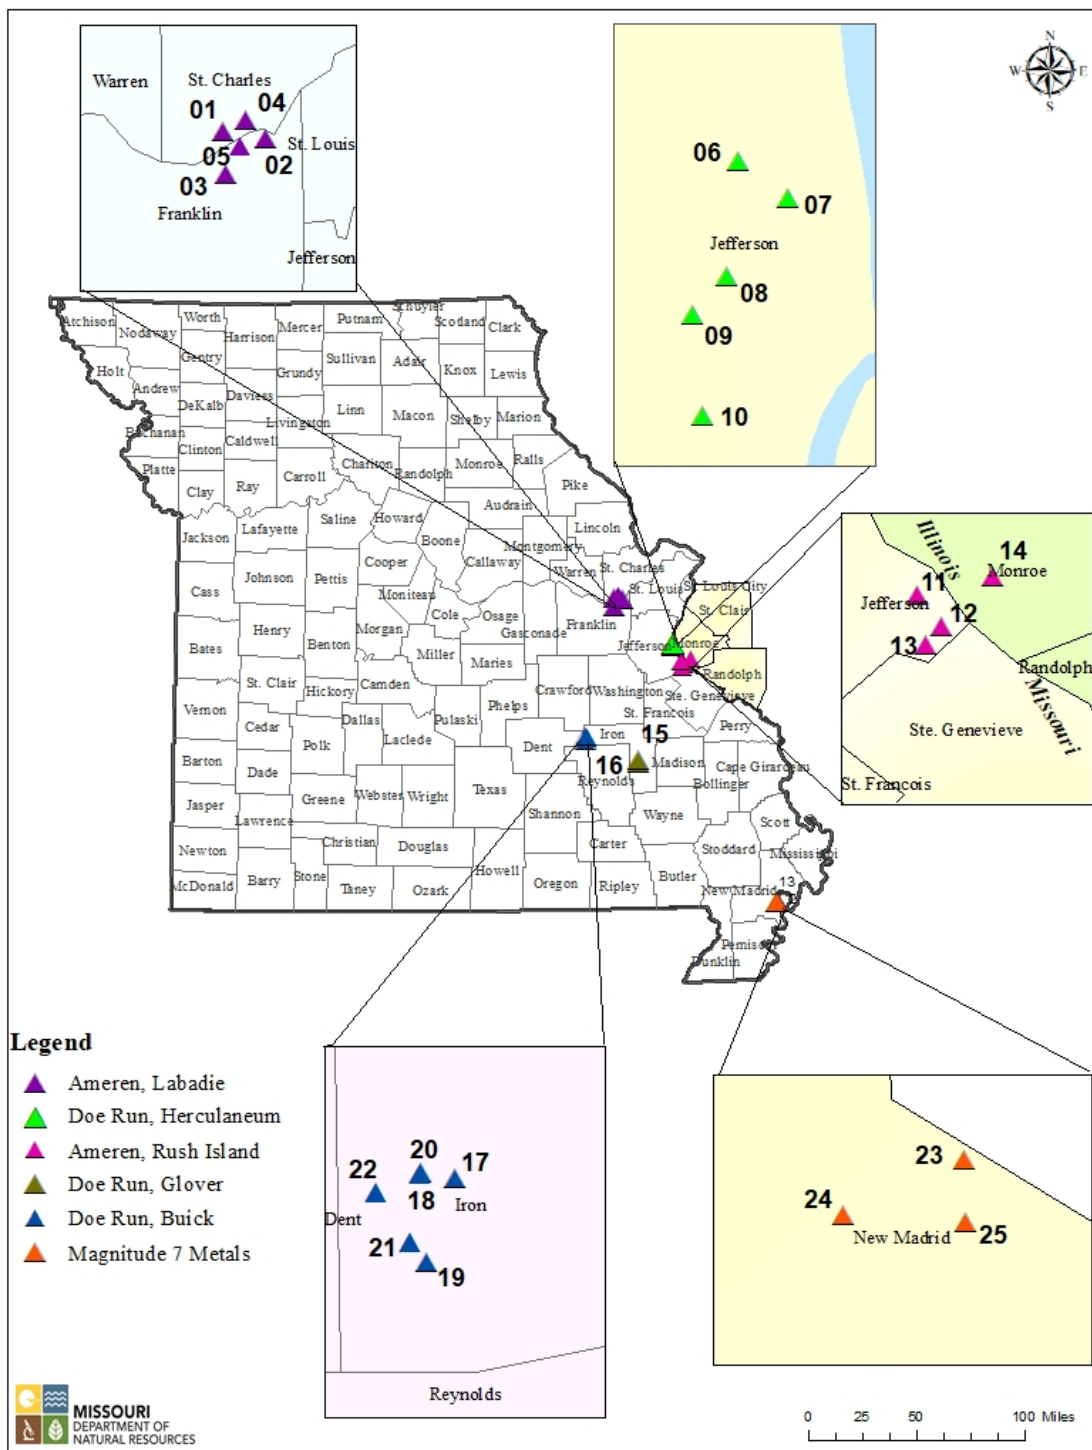 N
W E
S
Warren
St. Charles
01
04
St. Louis
05
02
03
Franklin
Jefferson
06
07
Jefferson
08
09
10
Atchison
Nodaway
Worth
Harrison
Mercer
Putnam
Schuyler
Scotland
Clark
Holt
Gentry
Sullivan
Adair
Knox
Lewis
Andrew
Grundy
DeKalb
Daviess
Livingston
Linn
Macon
Shelby
Marion
Buchanan
Clinton
Caldwell
Platte
Carroll
Chariton
Randolph
Monroe
Ralls
Clay
Ray
Pike
Audrain
Jackson
Lafayette
Saline
Howard
Boone
Callaway
Montgomery
Lincoln
Cass
Johnson
Pettis
Cooper
Moniteau
Cole
Osage
Gasconade
Warren
St. Charles
St. Louis
St. Louis City
St. Clair
Franklin
Jefferson
Monroe
Bates
Henry
Benton
Morgan
Miller
Maries
Crawford
Washington
Ste. Genevieve
Randolph
St. Francois
Perry
Vernon
St. Clair
Hickory
Camden
Pulaski
Phelps
Dent
Iron
15
16
Madison
Cape Girardeau
Bollinger
Reynolds
Cedar
Dallas
Laclede
Polk
Barton
Dade
Greene
Webster
Wright
Texas
Shannon
Wayne
Scott
Jasper
Lawrence
Christian
Douglas
Carter
Stoddard
Mississippi
Newton
Howell
Butler
McDonald
Barry
Stone
Taney
Ozark
Oregon
Ripley
New Madrid
13
Pemiscot
Dunklin
Illinois
14
Monroe
11
Jefferson
12
13
Randolph
Missouri
Ste. Genevieve
St. Francois
Legend
Ameren, Labadie
Doe Run, Herculaneum
Ameren, Rush Island
Doe Run, Glover
Doe Run, Buick
Magnitude 7 Metals
20
17
22
18
Iron
Dent
21
19
Reynolds
23
24
New Madrid
25
MISSOURI
DEPARTMENT OF
NATURAL RESOURCES
0 25 50 100 Miles